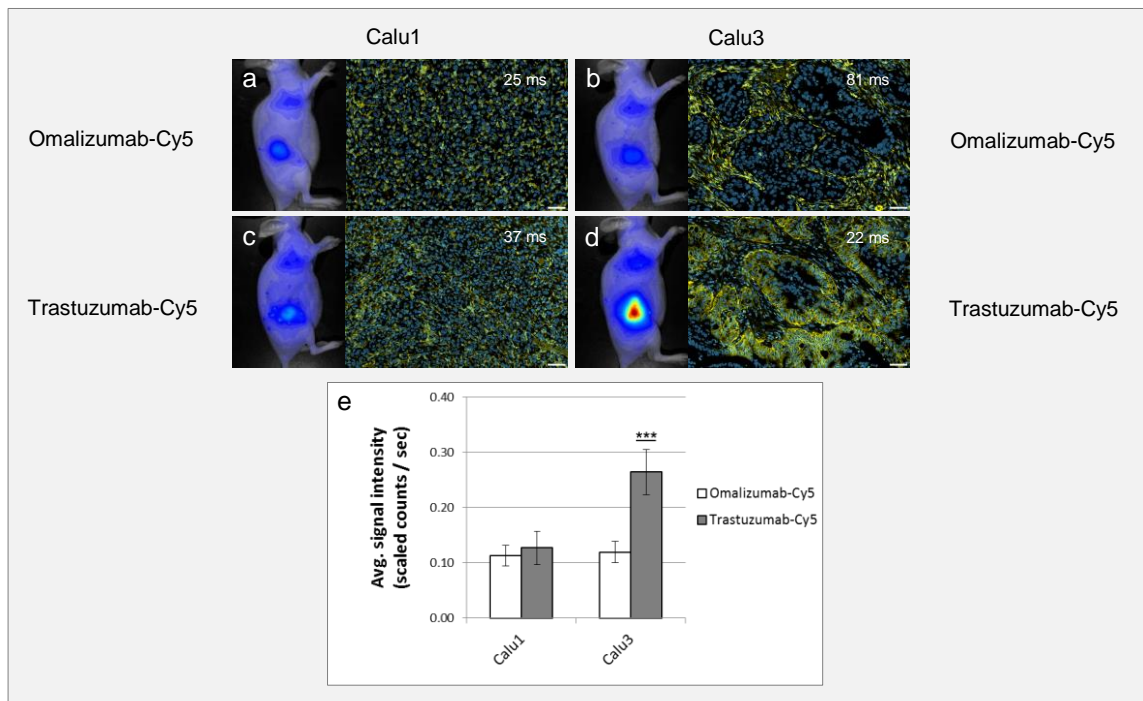 Calu1
Calu3
a
25 ms
b
81 ms
Omalizumab-Cy5
Omalizumab-Cy5
c
37 ms
d
22 ms
Trastuzumab-Cy5
Trastuzumab-Cy5
e
Avg. signal intensity
(scaled counts / sec)
0.40
0.30
0.20
0.10
0.00
***
Omalizumab-Cy5
Trastuzumab-Cy5
Calu1
Calu3